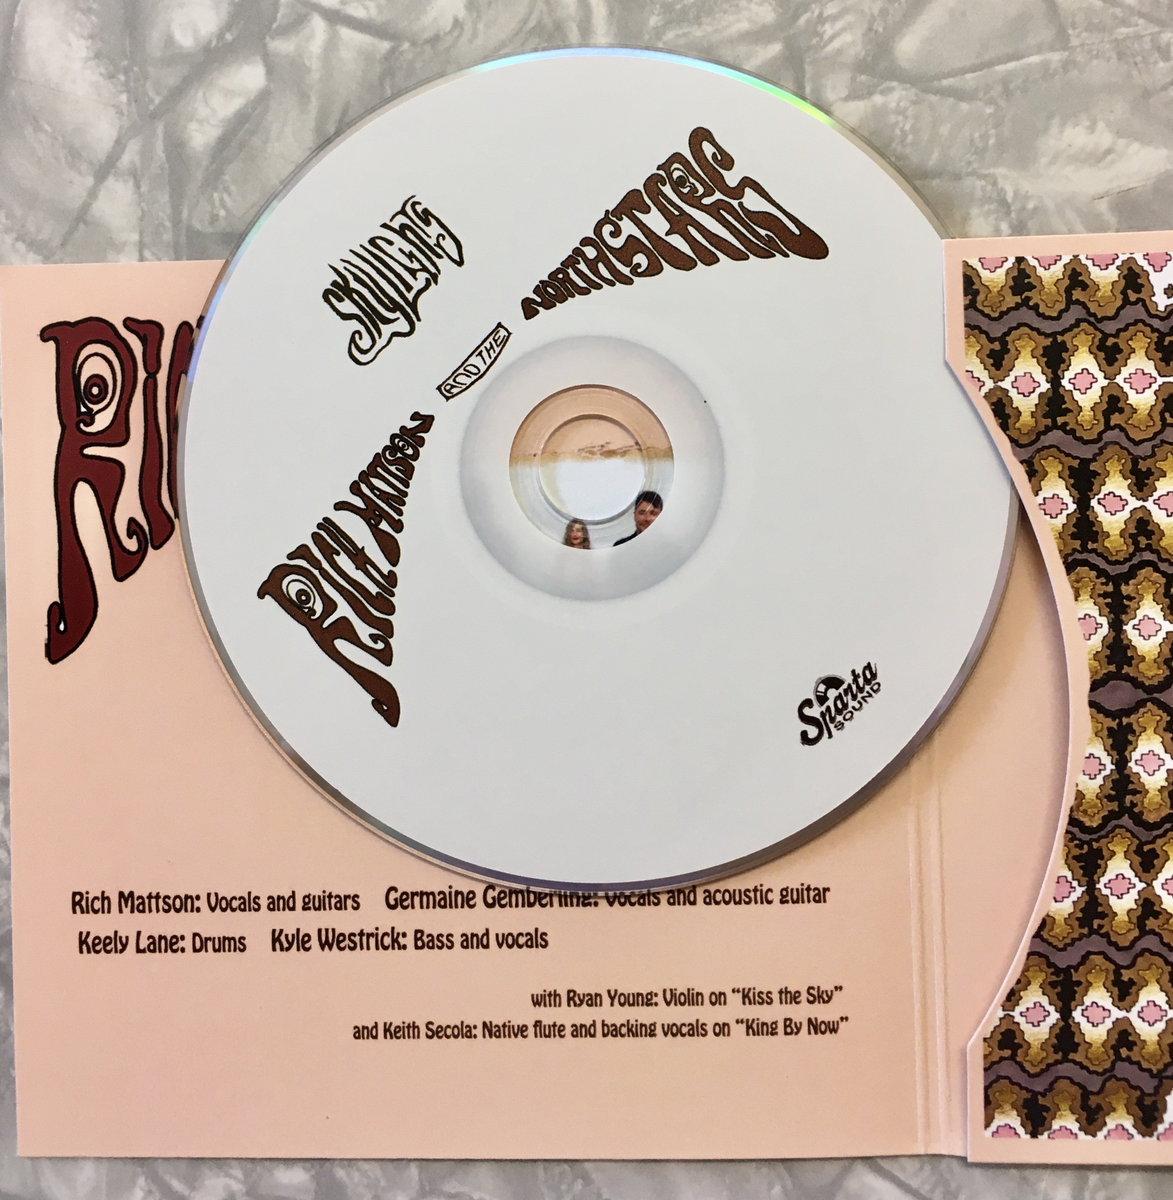 SKYLIGHTS
RICH MATTSON
AND THE
NORTHSTARS
Sparta
SOUND
RICH
Rich Mattson: Vocals and guitars Germaine Gemberling: Vocals and acoustic guitar
Keely Lane: Drums Kyle Westrick: Bass and vocals
with Ryan Young: Violin on “Kiss the Sky”
and Keith Secola: Native flute and backing vocals on “King By Now”